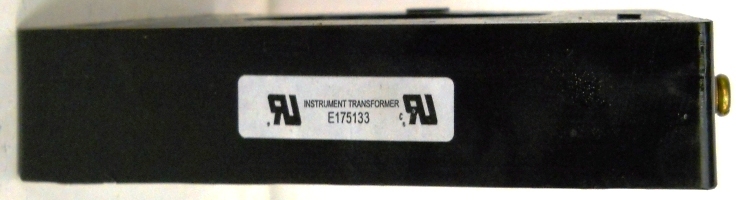 INSTRUMENT TRANSFORMER
E175133